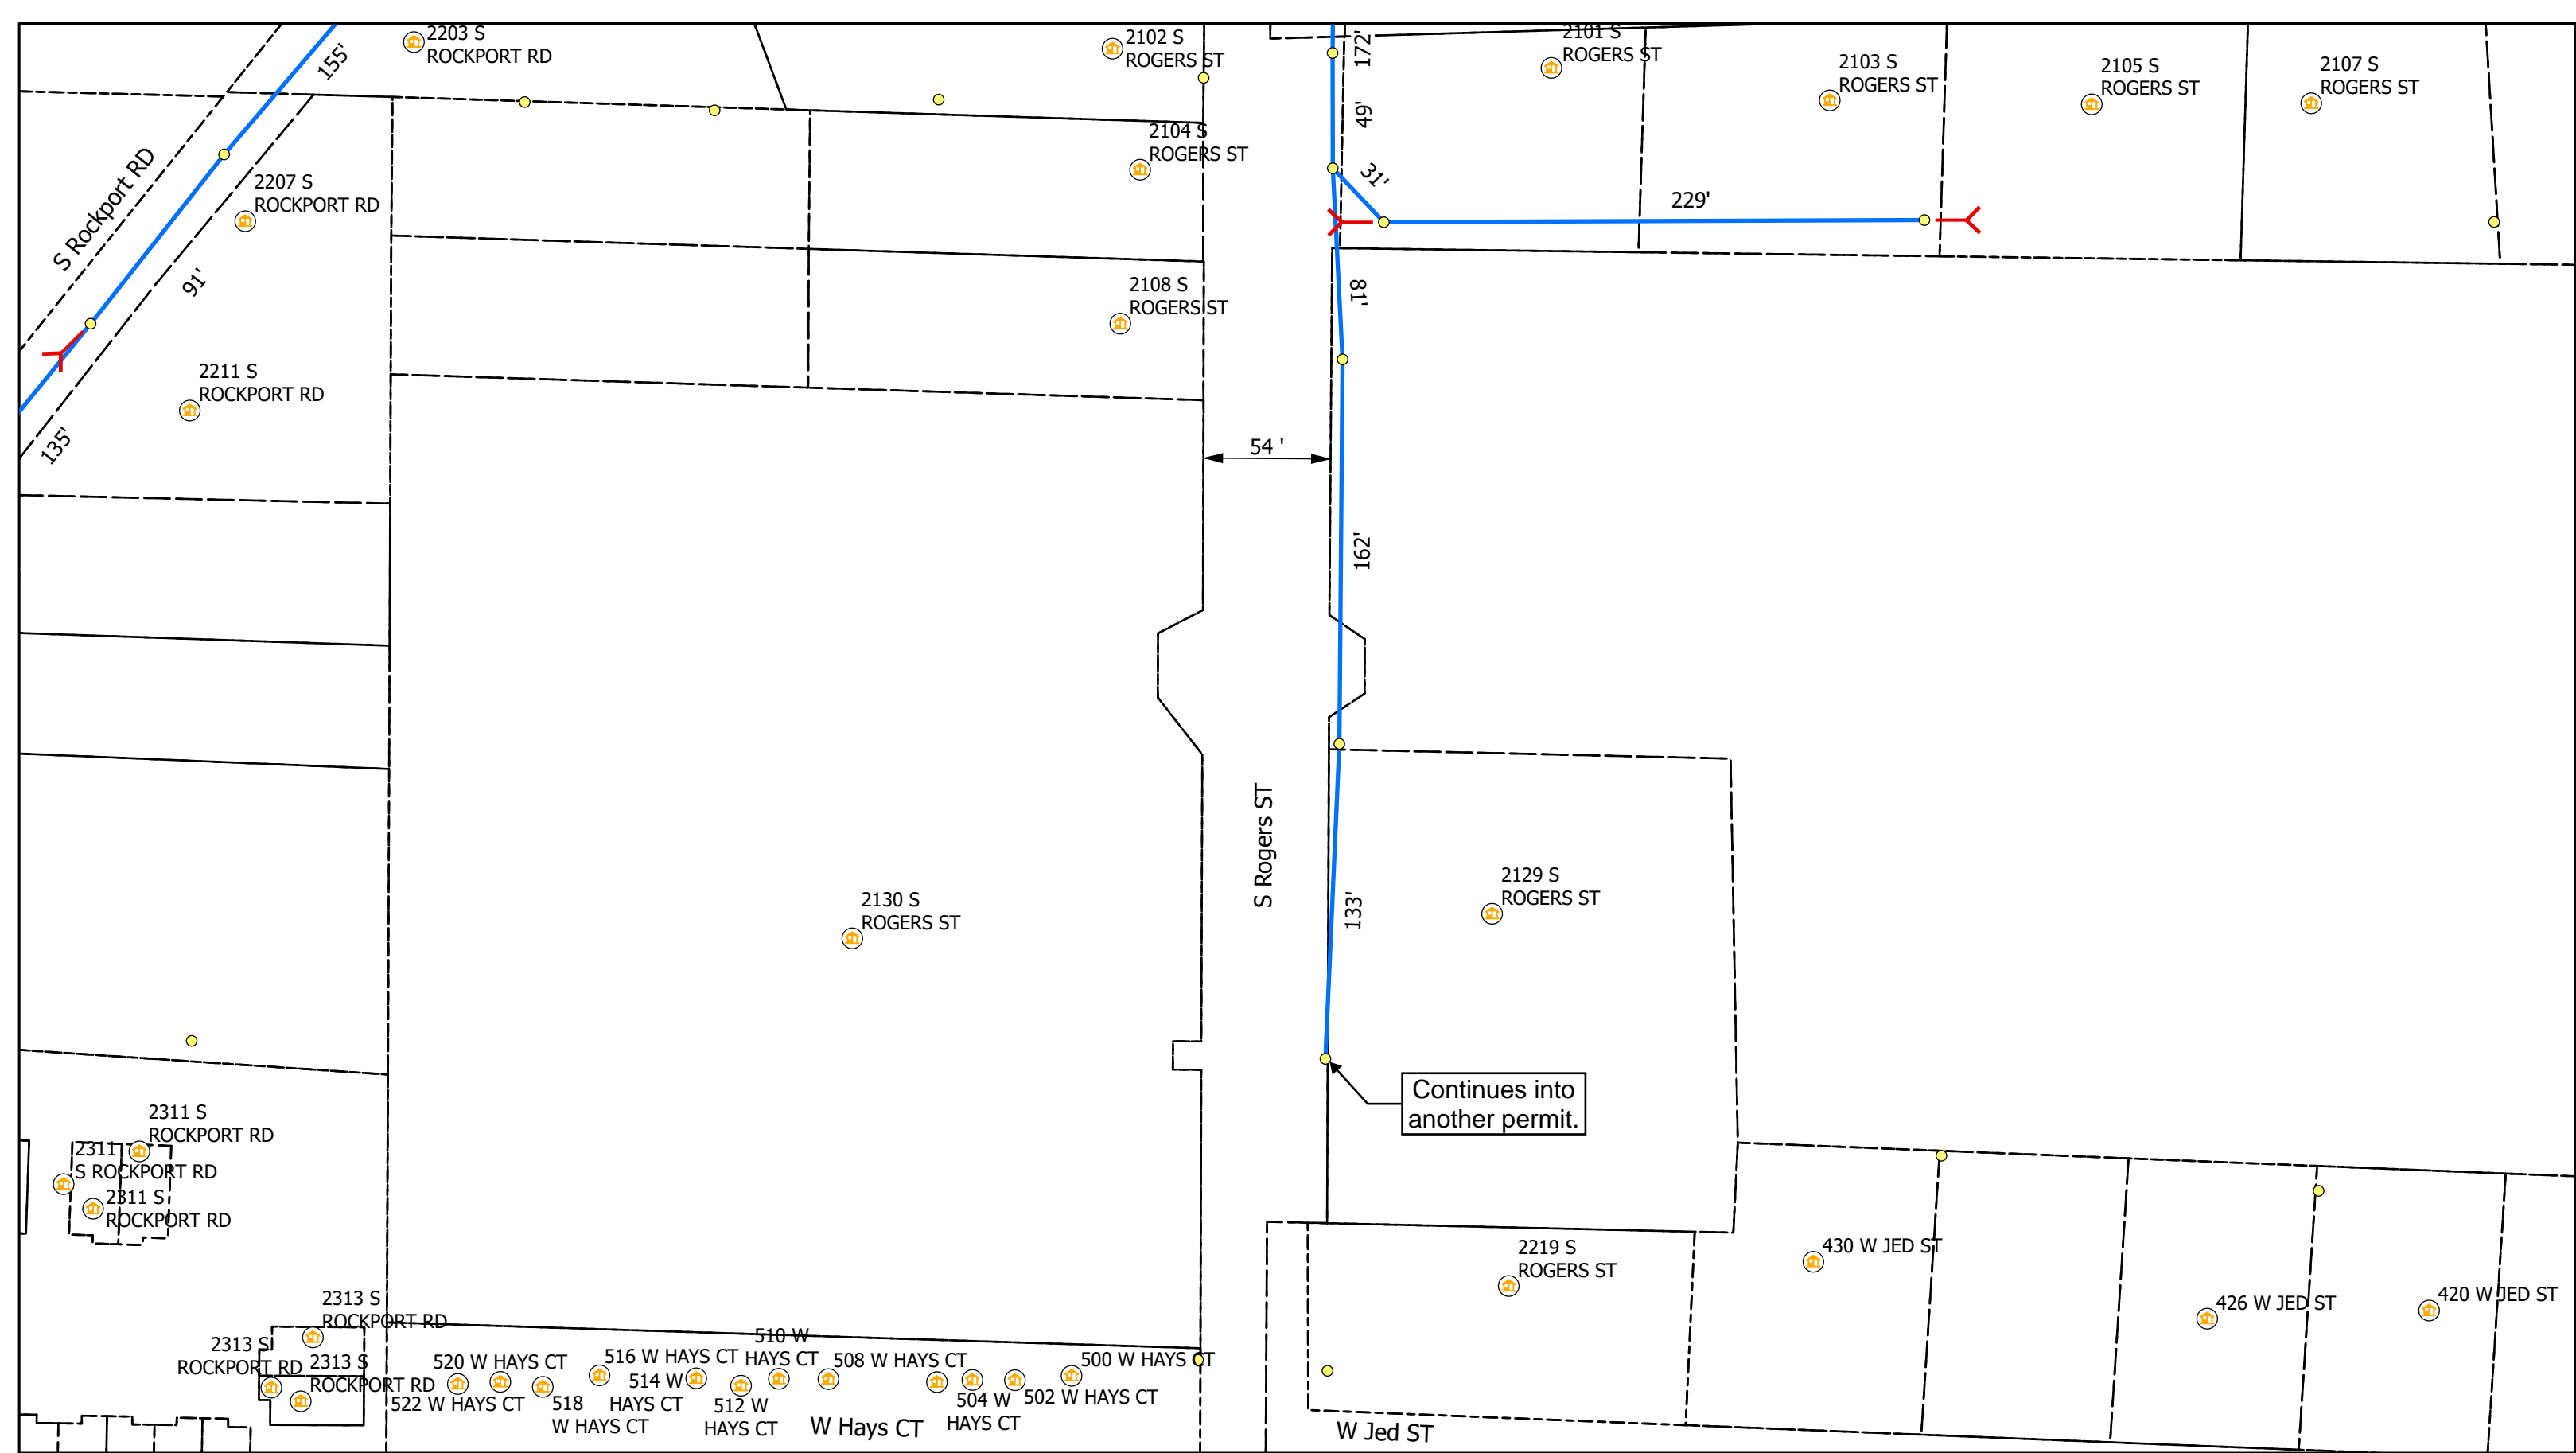 2203 S
ROCKPORT RD
155'
2102 S
ROGERS ST
172'
2101 S
ROGERS ST
2103 S
ROGERS ST
2105 S
ROGERS ST
2107 S
ROGERS ST
49'
2104 S
ROGERS ST
S Rockport RD
2207 S
ROCKPORT RD
31'
229'
91'
2108 S
ROGERS ST
81'
2211 S
ROCKPORT RD
135'
54 '
162'
S Rogers ST
2130 S
ROGERS ST
133'
2129 S
ROGERS ST
Continues into
another permit.
2311 S
ROCKPORT RD
2311
S ROCKPORT RD
2311 S
ROCKPORT RD
2219 S
ROGERS ST
430 W JED ST
426 W JED ST
420 W JED ST
2313 S
ROCKPORT RD
2313 S
ROCKPORT RD
2313 S
ROCKPORT RD
520 W HAYS CT
522 W HAYS CT
518
W HAYS CT
516 W HAYS CT
514 W
HAYS CT
510 W
HAYS CT
512 W
HAYS CT
508 W HAYS CT
504 W
HAYS CT
500 W HAYS CT
502 W HAYS CT
W Hays CT
W Jed ST